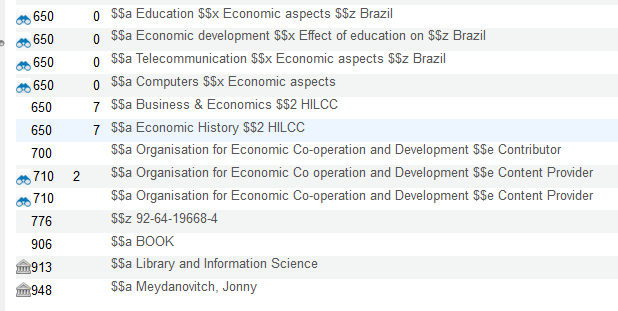 650 0 $$a Education $$x Economic aspects $$z Brazil
650 0 $$a Economic development $$x Effect of education on $$z Brazil
650 0 $$a Telecommunication $$x Economic aspects $$z Brazil
650 0 $$a Computers $$x Economic aspects
650 7 $$a Business & Economics $$2 HILCC
650 7 $$a Economic History $$2 HILCC
700 $$a Organisation for Economic Co-operation and Development $$e Contributor
710 2 $$a Organisation for Economic Co operation and Development $$e Content Provider
710 $$a Organisation for Economic Co-operation and Development $$e Content Provider
776 $$z 92-64-19668-4
906 $$a BOOK
913 $$a Library and Information Science
948 $$a Meydanovitch, Jonny